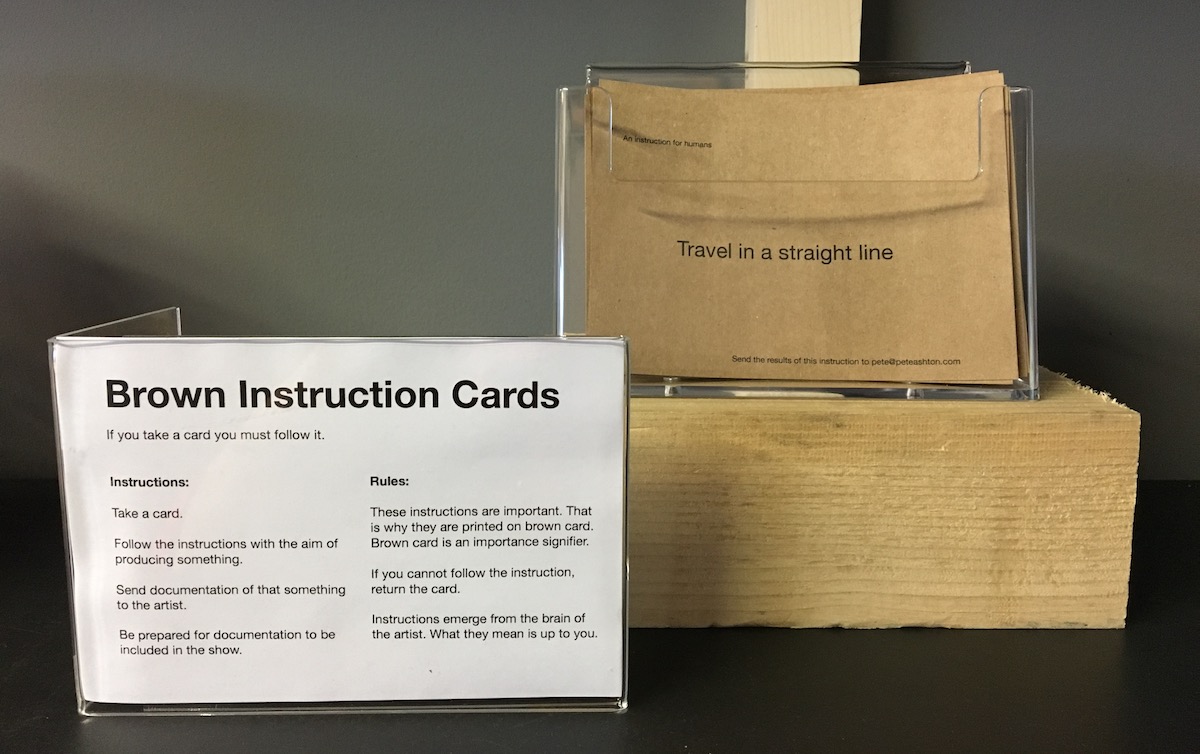 An instruction for humans
Travel in a straight line
Send the results of this instruction to pete@peteashton.com
Brown Instruction Cards
If you take a card you must follow it.
Instructions:
Take a card.
Follow the instructions with the aim of
producing something.
Send documentation of that something
to the artist.
Be prepared for documentation to be
included in the show.
Rules:
These instructions are important. That
is why they are printed on brown card.
Brown card is an importance signifier.
If you cannot follow the instruction,
return the card.
Instructions emerge from the brain of
the artist. What they mean is up to you.